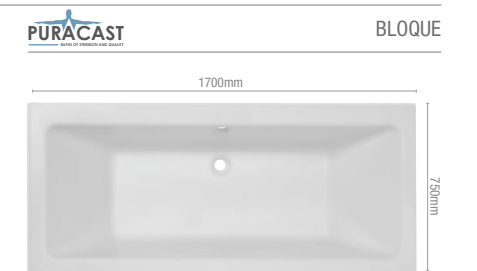 PURACAST
BATHS OF STRENGTH AND QUALITY
BLOQUE
1700mm
750mm